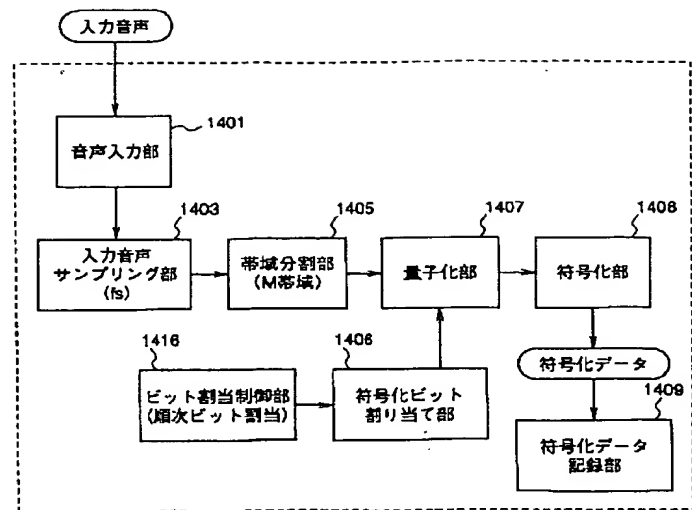 入力音声
1401
音声入力部
1403
入力音声
サンプリング部
(fs)
1405
帯域分割部
(M帯域)
1407
量子化部
1408
符号化部
1416
ビット割当制御部
(順次ビット割当)
1406
符号化ビット
割り当て部
符号化データ
1409
符号化データ
記録部